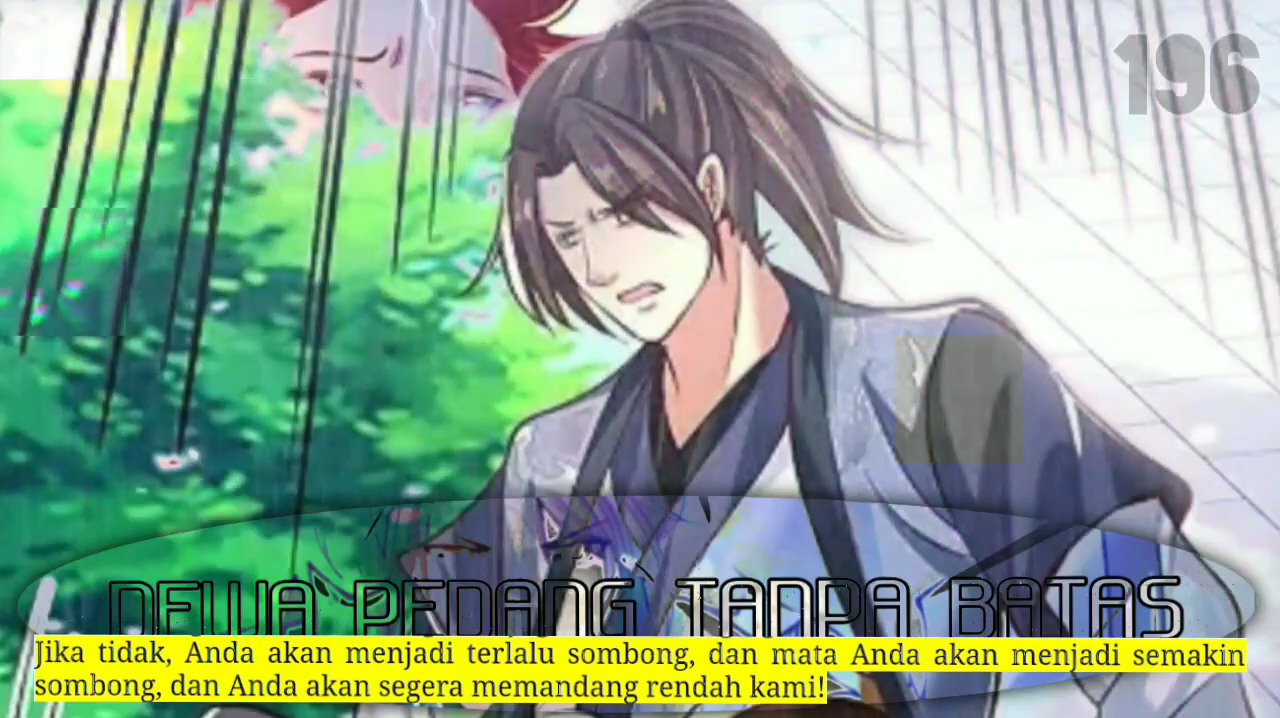 196
DEWA PEDANG TANPA BATAS
Jika tidak, Anda akan menjadi terlalu sombong, dan mata Anda akan menjadi semakin
sombong, dan Anda akan segera memandang rendah kami!